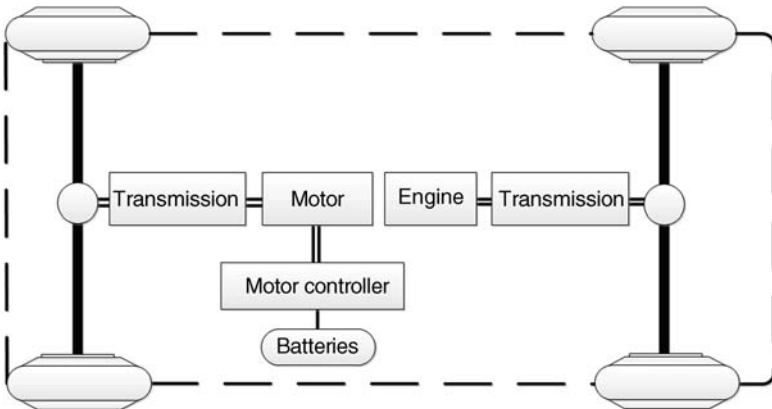 Transmission
Motor
Engine
Transmission
Motor controller
Batteries